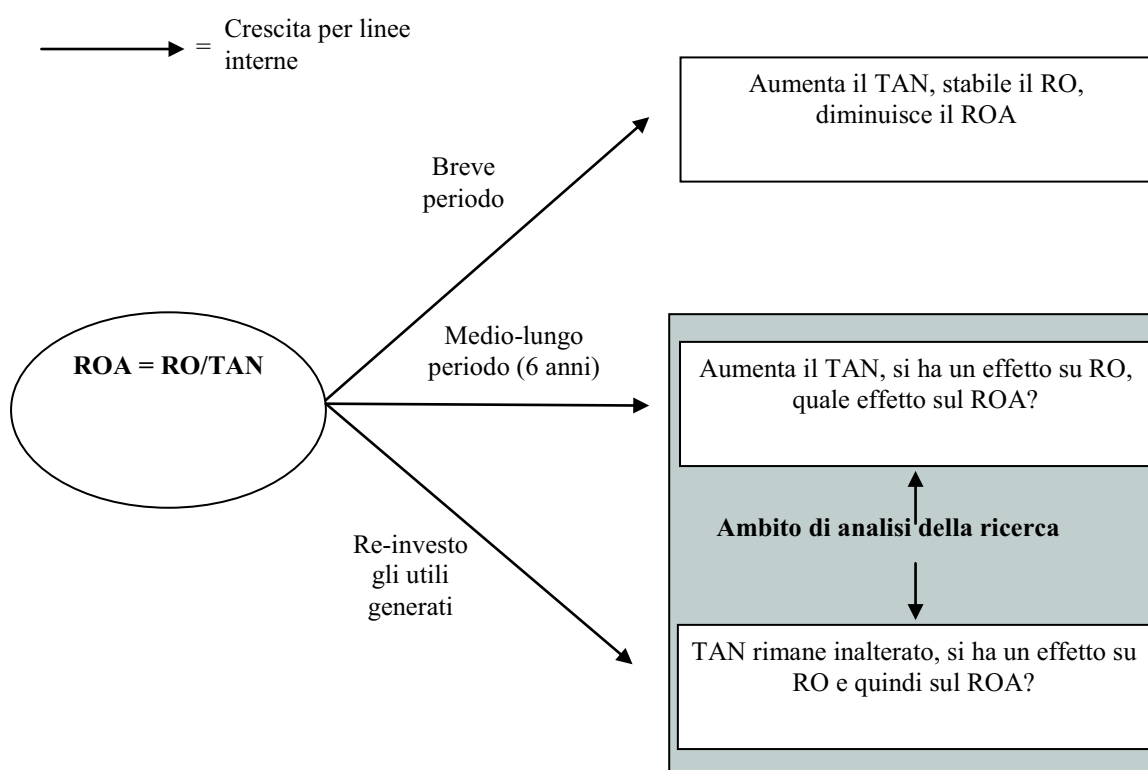 = Crescita per linee
interne
Aumenta il TAN, stabile il RO,
diminuisce il ROA
Breve
periodo
Medio-lungo
periodo (6 anni)
ROA = RO/TAN
Aumenta il TAN, si ha un effetto su RO,
quale effetto sul ROA?
Ambito di analisi della ricerca
Re-investo
gli utili
generati
TAN rimane inalterato, si ha un effetto su
RO e quindi sul ROA?